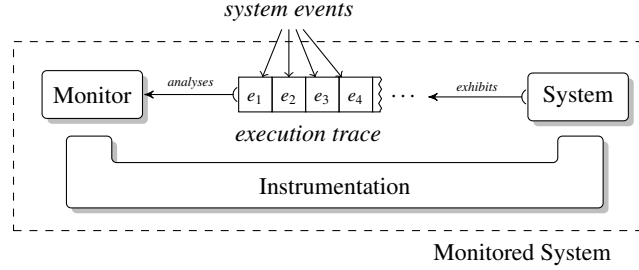 system events
Monitor
analyses
e1 e2 e3 e4 ...
exhibits
System
execution trace
Instrumentation
Monitored System